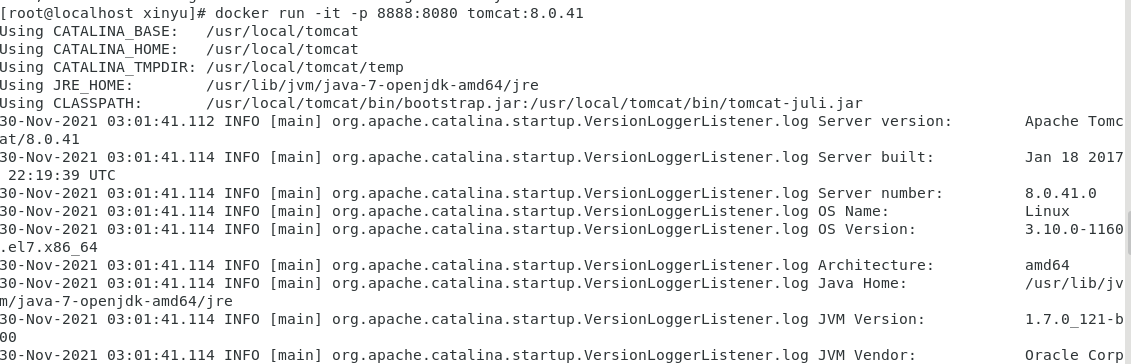 [root@localhost xinyu]# docker run -it -p 8888:8080 tomcat:8.0.41
Using CATALINA_BASE:   /usr/local/tomcat
Using CATALINA_HOME:   /usr/local/tomcat
Using CATALINA_TMPDIR: /usr/local/tomcat/temp
Using JRE_HOME:        /usr/lib/jvm/java-7-openjdk-amd64/jre
Using CLASSPATH:       /usr/local/tomcat/bin/bootstrap.jar:/usr/local/tomcat/bin/tomcat-juli.jar
30-Nov-2021 03:01:41.112 INFO [main] org.apache.catalina.startup.VersionLoggerListener.log Server version:        Apache Tomc
at/8.0.41
30-Nov-2021 03:01:41.114 INFO [main] org.apache.catalina.startup.VersionLoggerListener.log Server built:          Jan 18 2017
 22:19:39 UTC
30-Nov-2021 03:01:41.114 INFO [main] org.apache.catalina.startup.VersionLoggerListener.log Server number:         8.0.41.0
30-Nov-2021 03:01:41.114 INFO [main] org.apache.catalina.startup.VersionLoggerListener.log OS Name:               Linux
30-Nov-2021 03:01:41.114 INFO [main] org.apache.catalina.startup.VersionLoggerListener.log OS Version:            3.10.0-1160
.el7.x86_64
30-Nov-2021 03:01:41.114 INFO [main] org.apache.catalina.startup.VersionLoggerListener.log Architecture:          amd64
30-Nov-2021 03:01:41.114 INFO [main] org.apache.catalina.startup.VersionLoggerListener.log Java Home:             /usr/lib/jv
m/java-7-openjdk-amd64/jre
30-Nov-2021 03:01:41.114 INFO [main] org.apache.catalina.startup.VersionLoggerListener.log JVM Version:           1.7.0_121-b
00
30-Nov-2021 03:01:41.114 INFO [main] org.apache.catalina.startup.VersionLoggerListener.log JVM Vendor:            Oracle Corp